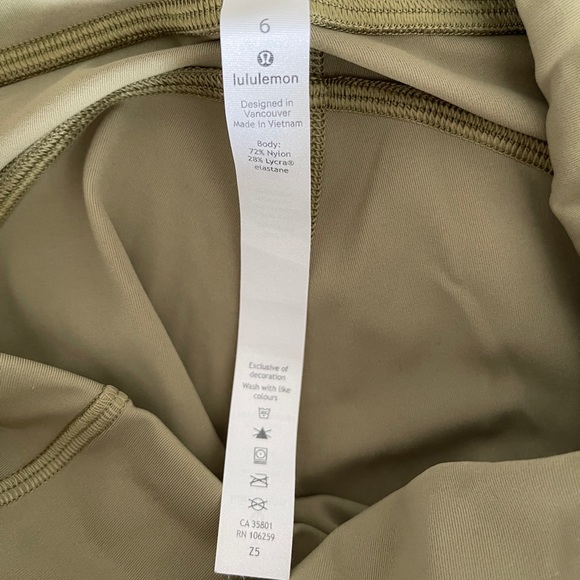 6
lululemon
Designed in
Vancouver
Made in Vietnam
Body:
72% Nylon
28% Lycra®
elastane
Exclusive of
decoration
Wash with like
colours
CA 35801
RN 106259
25